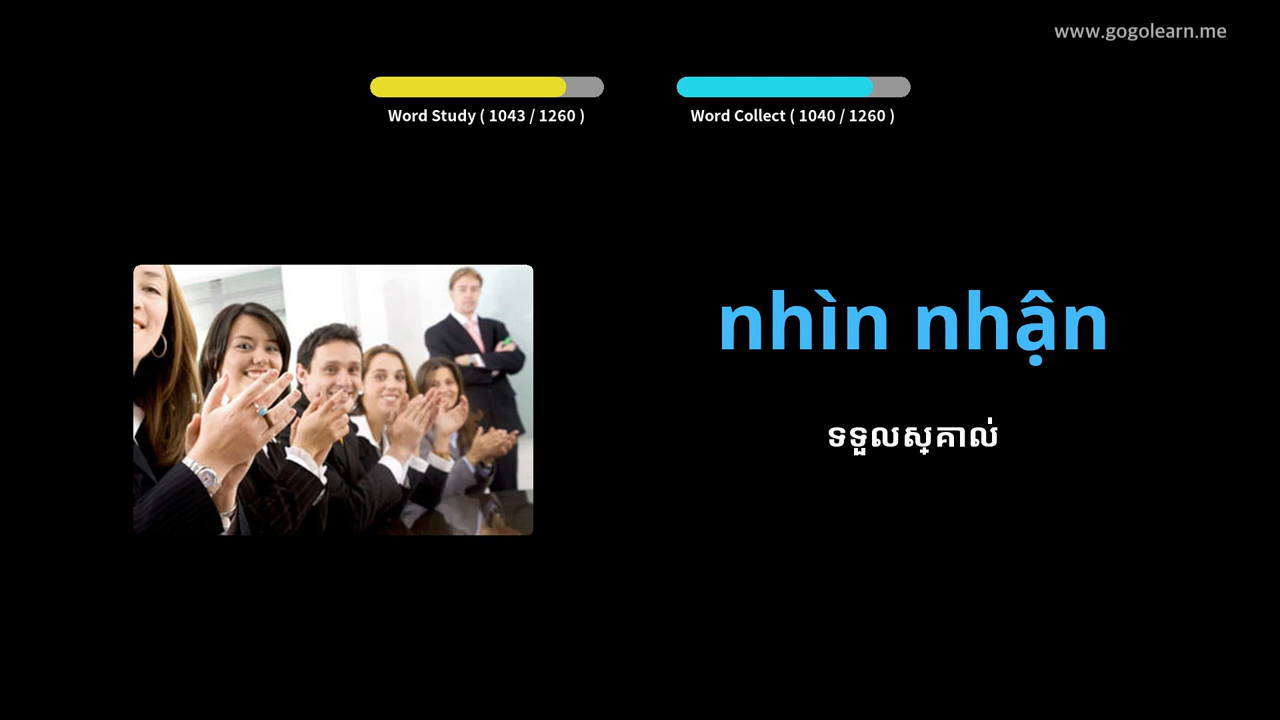 www.gogolearn.me
Word Study ( 1043 / 1260 )
Word Collect ( 1040 / 1260 )
nhìn nhận
ទទួលស្គាល់